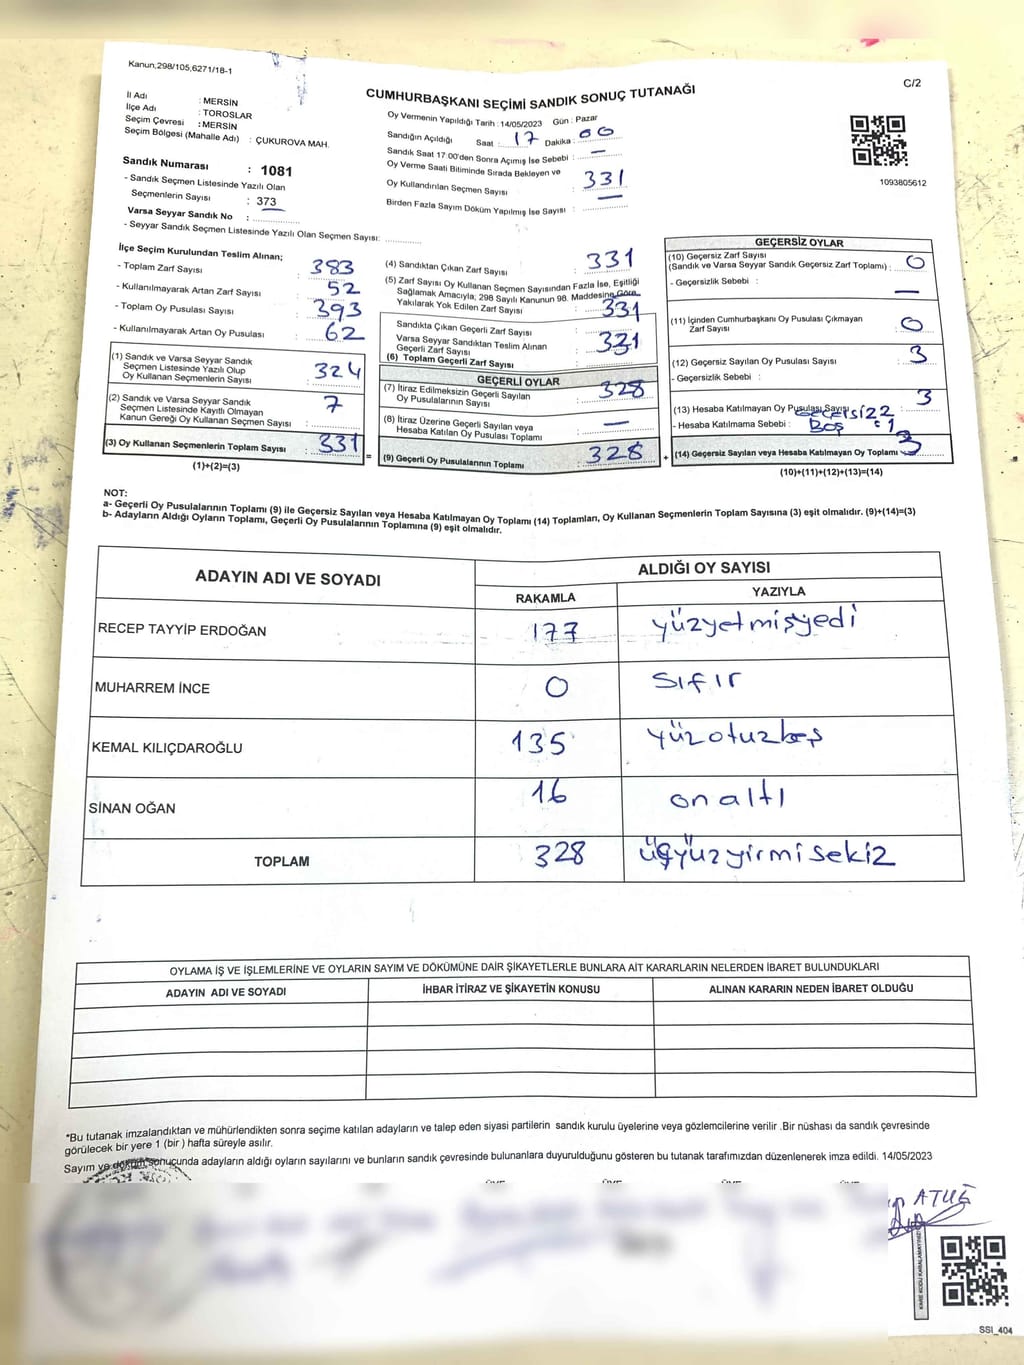 Kanun,298/105,6271/18-1
C/2
CUMHURBAŞKANI SEÇİMİ SANDIK SONUÇ TUTANAĞI
İl Adı : MERSİN
İlçe Adı : TOROSLAR
Seçim Çevresi : MERSİN
Seçim Bölgesi (Mahalle Adı) : ÇUKUROVA MAH.
Sandık Numarası : 1081
- Sandık Seçmen Listesinde Yazılı Olan
Seçmenlerin Sayısı : 373
Varsa Seyyar Sandık No :
- Seyyar Sandık Seçmen Listesinde Yazılı Olan Seçmen Sayısı:
Oy Vermenin Yapıldığı Tarih : 14/05/2023 Gün : Pazar
Sandığın Açıldığı Saat : 17 Dakika : 00
Sandık Saat 17:00'den Sonra Açımış İse Sebebi : —
Oy Verme Saati Bitiminde Sırada Bekleyen ve
Oy Kullandırılan Seçmen Sayısı : 331
Birden Fazla Sayım Döküm Yapılmış İse Sayısı : —
1093805612
İlçe Seçim Kurulundan Teslim Alınan;
- Toplam Zarf Sayısı : 383
- Kullanılmayarak Artan Zarf Sayısı : 52
- Toplam Oy Pusulası Sayısı : 393
- Kullanılmayarak Artan Oy Pusulası : 62
(1) Sandık ve Varsa Seyyar Sandık
Seçmen Listesinde Yazılı Olup
Oy Kullanan Seçmenlerin Sayısı : 324
(2) Sandık ve Varsa Seyyar Sandık
Seçmen Listesinde Kayıtlı Olmayan
Kanun Gereği Oy Kullanan Seçmen Sayısı : 7
(3) Oy Kullanan Seçmenlerin Toplam Sayısı : 331
(1)+(2)=(3)
(4) Sandıktan Çıkan Zarf Sayısı : 331
(5) Zarf Sayısı Oy Kullanan Seçmen Sayısından Fazla İse, Eşitliği
Sağlamak Amacıyla; 298 Sayılı Kanunun 98. Maddesine Göre
Yakılarak Yok Edilen Zarf Sayısı : —
Sandıkta Çıkan Geçerli Zarf Sayısı : 331
Varsa Seyyar Sandıktan Teslim Alınan
Geçerli Zarf Sayısı
(6) Toplam Geçerli Zarf Sayısı : 331
GEÇERLİ OYLAR
(7) İtiraz Edilmeksizin Geçerli Sayılan
Oy Pusulalarının Sayısı : 328
(8) İtiraz Üzerine Geçerli Sayılan veya
Hesaba Katılan Oy Pusulası Toplamı : —
(9) Geçerli Oy Pusulalarının Toplamı : 328
=
+
GEÇERSİZ OYLAR
(10) Geçersiz Zarf Sayısı
(Sandık ve Varsa Seyyar Sandık Geçersiz Zarf Toplamı) : 0
- Geçersizlik Sebebi : —
(11) İçinden Cumhurbaşkanı Oy Pusulası Çıkmayan
Zarf Sayısı : 0
(12) Geçersiz Sayılan Oy Pusulası Sayısı : 3
- Geçersizlik Sebebi :
(13) Hesaba Katılmayan Oy Pusulası Sayısı : 3
- Hesaba Katılmama Sebebi : Geçersiz 2
Boş : 1
(14) Geçersiz Sayılan veya Hesaba Katılmayan Oy Toplamı 3
(10)+(11)+(12)+(13)=(14)
NOT:
a- Geçerli Oy Pusulalarının Toplamı (9) ile Geçersiz Sayılan veya Hesaba Katılmayan Oy Toplamı (14) Toplamları, Oy Kullanan Seçmenlerin Toplam Sayısına (3) eşit olmalıdır. (9)+(14)=(3)
b- Adayların Aldığı Oyların Toplamı, Geçerli Oy Pusulalarının Toplamına (9) eşit olmalıdır.
ADAYIN ADI VE SOYADI
ALDIĞI OY SAYISI
RAKAMLA YAZIYLA
RECEP TAYYİP ERDOĞAN 177 yüzyetmişyedi
MUHARREM İNCE 0 sıfır
KEMAL KILIÇDAROĞLU 135 yüzotuzbeş
SİNAN OĞAN 16 onaltı
TOPLAM 328 üçyüzyirmisekiz
OYLAMA İŞ VE İŞLEMLERİNE VE OYLARIN SAYIM VE DÖKÜMÜNE DAİR ŞİKAYETLERLE BUNLARA AİT KARARLARIN NELERDEN İBARET BULUNDUKLARI
ADAYIN ADI VE SOYADI İHBAR İTİRAZ VE ŞİKAYETİN KONUSU ALINAN KARARIN NEDEN İBARET OLDUĞU
*Bu tutanak imzalandıktan ve mühürlendikten sonra seçime katılan adayların ve talep eden siyasi partilerin sandık kurulu üyelerine veya gözlemcilerine verilir .Bir nüshası da sandık çevresinde
görülecek bir yere 1 (bir ) hafta süreyle asılır.
Sayım ve döküm sonucunda adayların aldığı oyların sayılarını ve bunların sandık çevresinde bulunanlara duyurulduğunu gösteren bu tutanak tarafımızdan düzenlenerek imza edildi. 14/05/2023
SSI_404